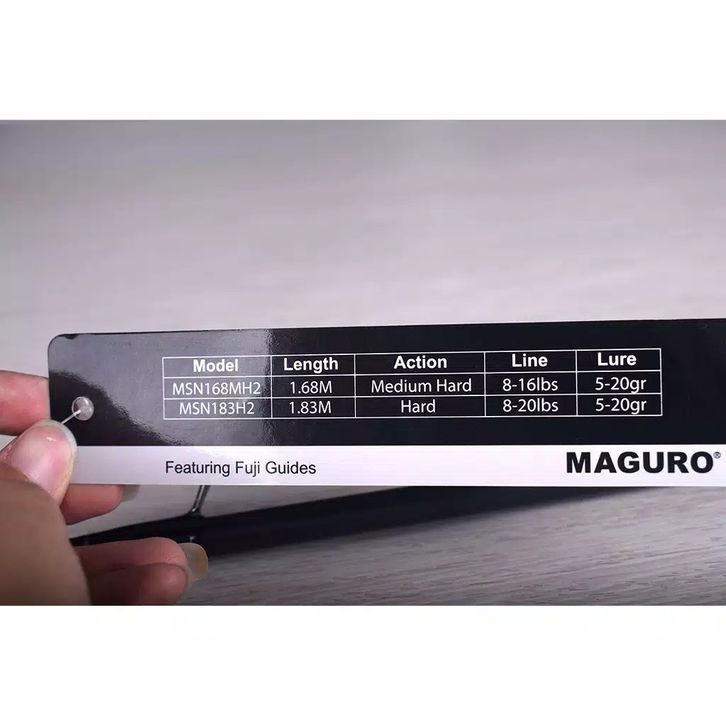 Model Length Action Line Lure
MSN168MH2 1.68M Medium Hard 8-16lbs 5-20gr
MSN183H2 1.83M Hard 8-20lbs 5-20gr
Featuring Fuji Guides MAGURO®